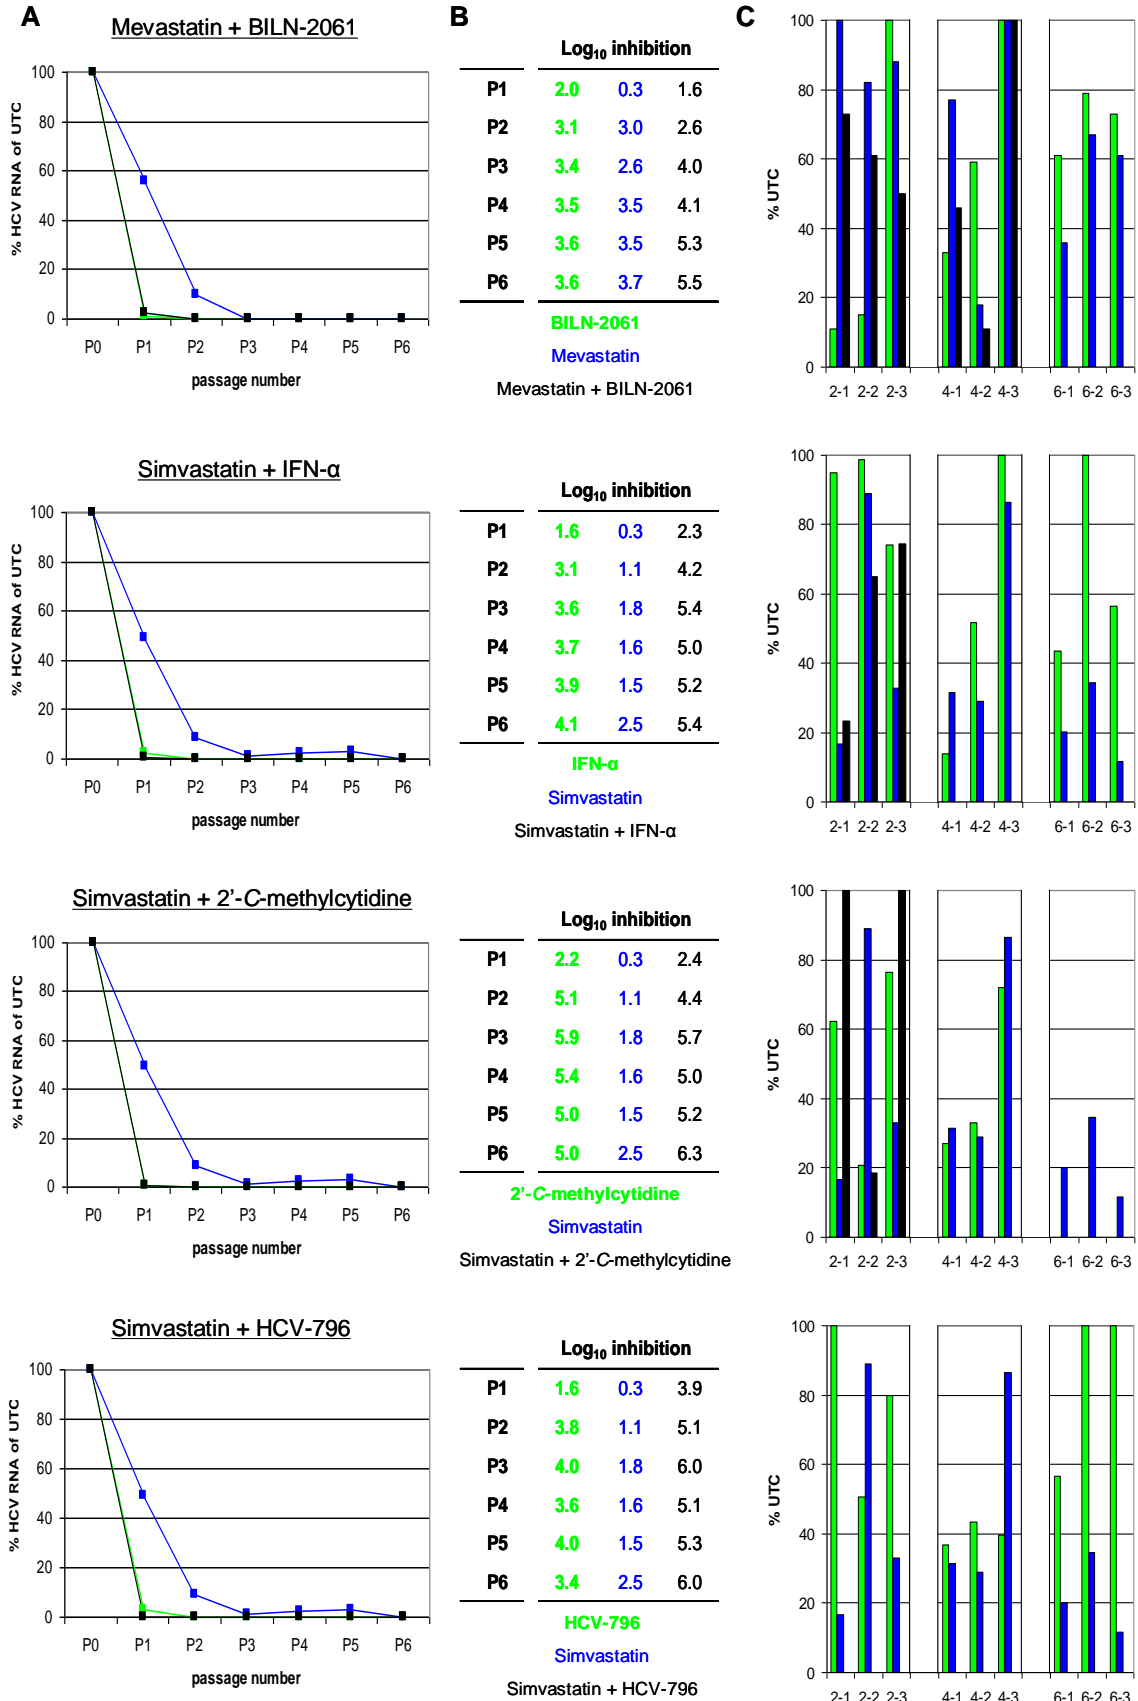 A
B
C
Mevastatin + BILN-2061
% HCV RNA of UTC
100
80
60
40
20
0
P0 P1 P2 P3 P4 P5 P6
passage number
Log10 inhibition
P1 2.0 0.3 1.6
P2 3.1 3.0 2.6
P3 3.4 2.6 4.0
P4 3.5 3.5 4.1
P5 3.6 3.5 5.3
P6 3.6 3.7 5.5
BILN-2061
Mevastatin
Mevastatin + BILN-2061
% UTC
100
80
60
40
20
0
2-1 2-2 2-3 4-1 4-2 4-3 6-1 6-2 6-3
Simvastatin + IFN-α
% HCV RNA of UTC
100
80
60
40
20
0
P0 P1 P2 P3 P4 P5 P6
passage number
Log10 inhibition
P1 1.6 0.3 2.3
P2 3.1 1.1 4.2
P3 3.6 1.8 5.4
P4 3.7 1.6 5.0
P5 3.9 1.5 5.2
P6 4.1 2.5 5.4
IFN-α
Simvastatin
Simvastatin + IFN-α
% UTC
100
80
60
40
20
0
2-1 2-2 2-3 4-1 4-2 4-3 6-1 6-2 6-3
Simvastatin + 2'-C-methylcytidine
% HCV RNA of UTC
100
80
60
40
20
0
P0 P1 P2 P3 P4 P5 P6
passage number
Log10 inhibition
P1 2.2 0.3 2.4
P2 5.1 1.1 4.4
P3 5.9 1.8 5.7
P4 5.4 1.6 5.0
P5 5.0 1.5 5.2
P6 5.0 2.5 6.3
2'-C-methylcytidine
Simvastatin
Simvastatin + 2'-C-methylcytidine
% UTC
100
80
60
40
20
0
2-1 2-2 2-3 4-1 4-2 4-3 6-1 6-2 6-3
Simvastatin + HCV-796
% HCV RNA of UTC
100
80
60
40
20
0
P0 P1 P2 P3 P4 P5 P6
passage number
Log10 inhibition
P1 1.6 0.3 3.9
P2 3.8 1.1 5.1
P3 4.0 1.8 6.0
P4 3.6 1.6 5.1
P5 4.0 1.5 5.3
P6 3.4 2.5 6.0
HCV-796
Simvastatin
Simvastatin + HCV-796
% UTC
100
80
60
40
20
0
2-1 2-2 2-3 4-1 4-2 4-3 6-1 6-2 6-3